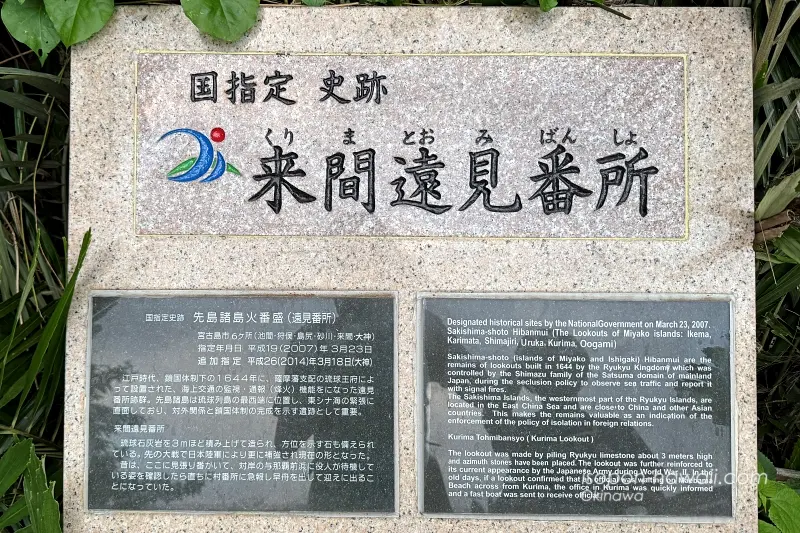 国指定 史跡
くりまとおみばんしょ
来間遠見番所
国指定史跡 先島諸島火番盛(遠見番所)
宮古島市6ヶ所(池間・狩俣・島尻・砂川・来間・大神)
指定年月日 平成19(2007)年3月23日
追加指定 平成26(2014)年3月18日(大神)
江戸時代、鎖国体制下の1644年に、薩摩藩支配の琉球王府によ
って設置された、海上交通の監視・通報(烽火)機能をになった遠見
番所跡群。先島諸島は琉球列島の最西端に位置し、東シナ海の緊張に
直面しており、対外関係と鎖国体制の完成を示す遺跡として重要。
来間遠見番所
琉球石灰岩を3mほど積み上げて造られ、方位を示す石も備えられて
いる。先の大戦で日本陸軍により更に補強され現在の形となった。
昔は、ここに見張り番がいて、対岸の与那覇前浜に役人が待機して
いる姿を確認したら直ちに村番所に急報し早舟を出して迎えに出るこ
とになっていた。
Designated historical sites by the NationalGovernment on March 23, 2007.
Sakishima-shoto Hibanmui (The Lookouts of Miyako islands: Ikema,
Karimata, Shimajiri, Uruka, Kurima, Oogami)
Sakishima-shoto (islands of Miyako and Ishigaki) Hibanmui are the
remains of lookouts built in 1644 by the Ryukyu Kingdom which was
controlled by the Shimazu family of the Satsuma domain of mainland
Japan, during the seclusion policy to observe sea traffic and report it
with signal fires.
The Sakishima Islands, the westernmost part of the Ryukyu Islands, are
located in the East China Sea and are close to China and other Asian
countries. This makes the remains valuable as an indication of the
enforcement of the policy of isolation in foreign relations.
Kurima Tohmibansyo ( Kurima Lookout )
The lookout was made by piling Ryukyu limestone about 3 meters high
and azimuth stones have been placed. The lookout was further reinforced to
its current appearance by the Japanese Army during World War II. In the
old days, if a lookout confirmed that
Beach across from Kurima, the office in Kurima was quickly informed
and a fast boat was sent to receive
Okinawa